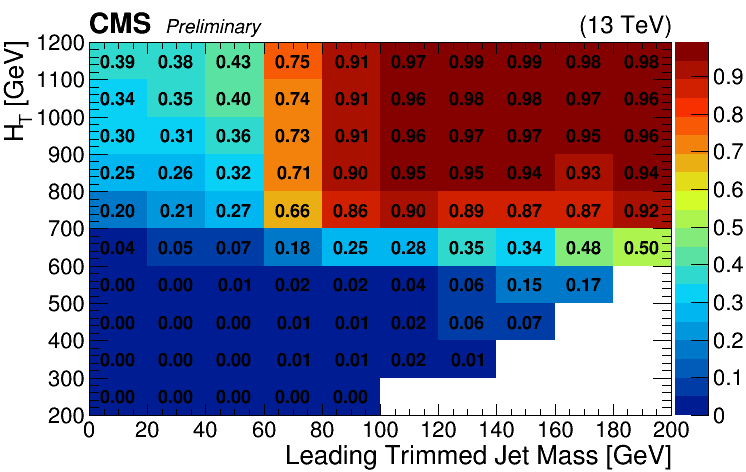 CMS Preliminary (13 TeV)
H_T [GeV]
1200 0.39 0.38 0.43 0.75 0.91 0.97 0.99 0.99 0.98 0.98
1100 0.34 0.35 0.40 0.74 0.91 0.96 0.98 0.98 0.97 0.96 0.9
1000 0.30 0.31 0.36 0.73 0.91 0.96 0.97 0.97 0.95 0.96 0.8
900 0.25 0.26 0.32 0.71 0.90 0.95 0.95 0.94 0.93 0.94 0.7
800 0.20 0.21 0.27 0.66 0.86 0.90 0.89 0.87 0.87 0.92 0.6
700 0.04 0.05 0.07 0.18 0.25 0.28 0.35 0.34 0.48 0.50 0.5
600 0.00 0.00 0.01 0.02 0.02 0.04 0.06 0.15 0.17 0.4
500 0.00 0.00 0.00 0.01 0.01 0.02 0.06 0.07 0.3
400 0.00 0.00 0.00 0.01 0.01 0.02 0.01 0.2
300 0.00 0.00 0.00 0.00 0.00 0.1
200 0
0 20 40 60 80 100 120 140 160 180 200
Leading Trimmed Jet Mass [GeV]